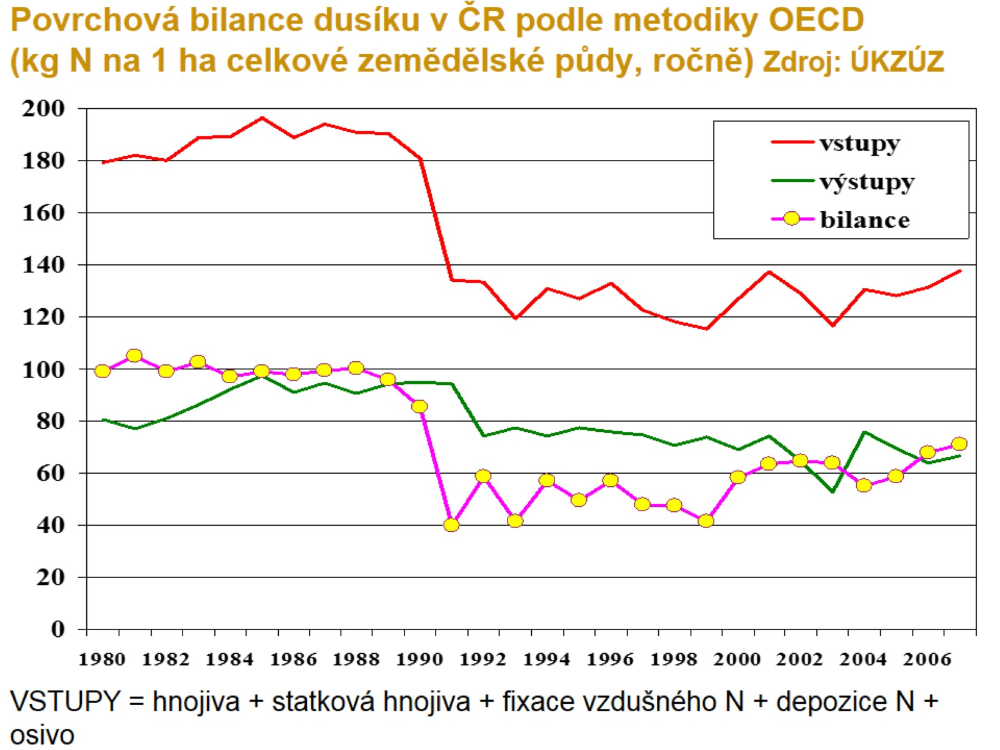 Povrchová bilance dusíku v ČR podle metodiky OECD
(kg N na 1 ha celkové zemědělské půdy, ročně) Zdroj: ÚKZÚZ
200
180
160
140
120
100
80
60
40
20
0
vstupy
výstupy
bilance
1980 1982 1984 1986 1988 1990 1992 1994 1996 1998 2000 2002 2004 2006
VSTUPY = hnojiva + statková hnojiva + fixace vzdušného N + depozice N +
osivo